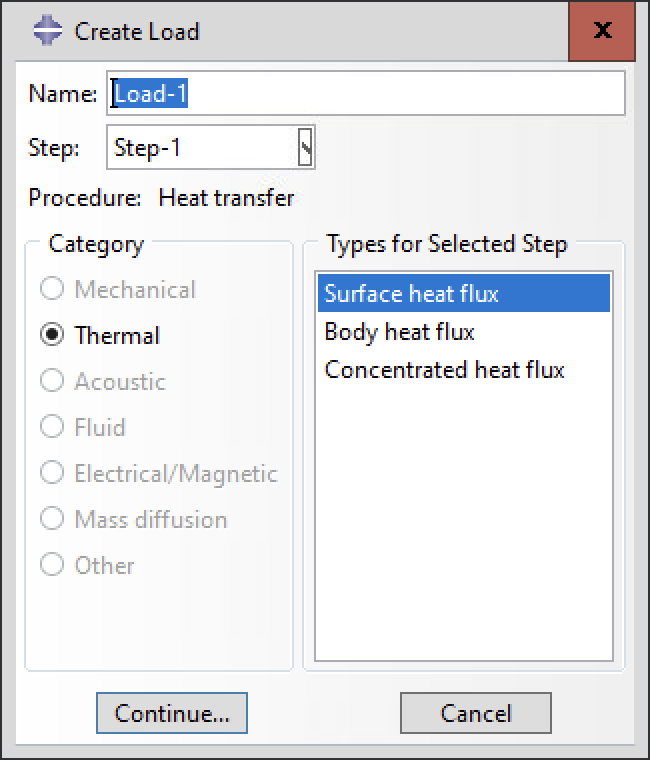 Create Load
Name: Load-1
Step: Step-1
Procedure: Heat transfer
Category
Mechanical
Thermal
Acoustic
Fluid
Electrical/Magnetic
Mass diffusion
Other
Types for Selected Step
Surface heat flux
Body heat flux
Concentrated heat flux
Continue...
Cancel